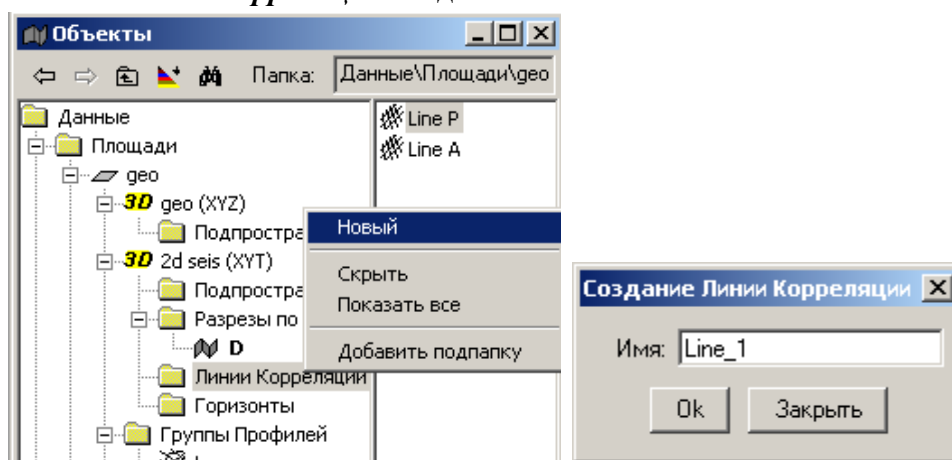 Объекты
Папка: Данные\Площади\geo
Данные
Площади
geo
3D geo (XYZ)
Подпростра
3D 2d seis (XYT)
Подпростра
Разрезы по
D
Линии Корреляции
Горизонты
Группы Профилей
Line P
Line A
Новый
Скрыть
Показать все
Добавить подпапку
Создание Линии Корреляции
Имя: Line_1
Ok Закрыть